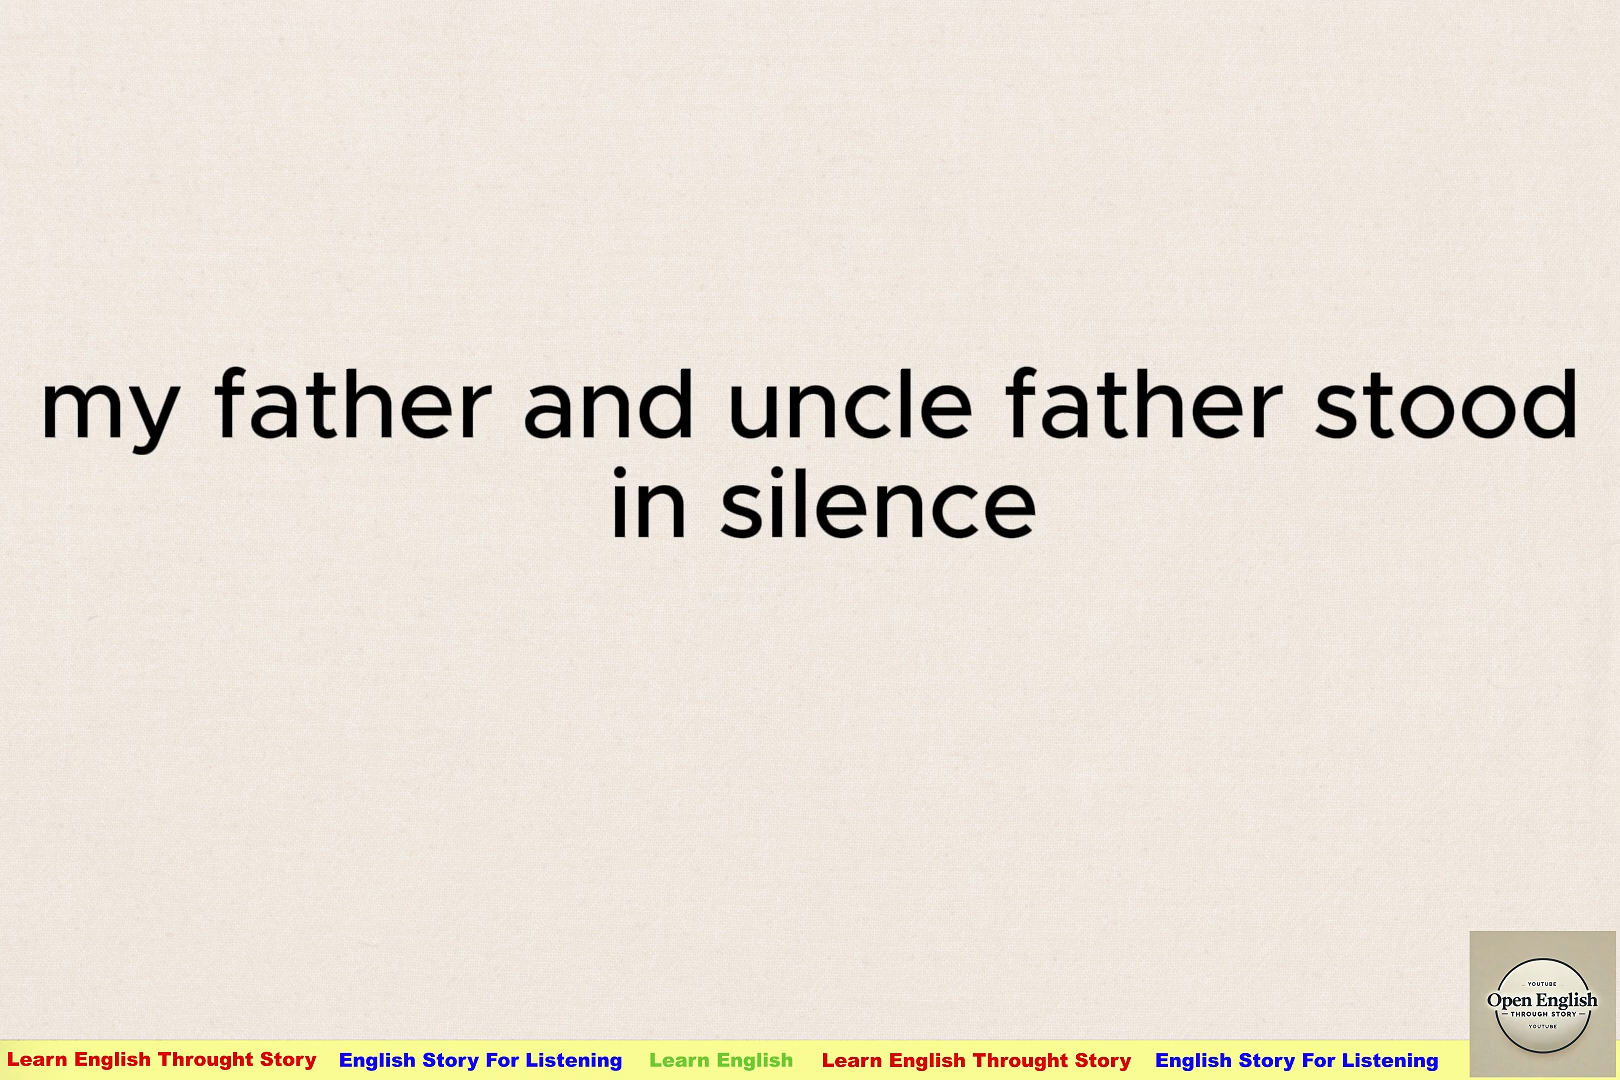 my father and uncle father stood
in silence
YOUTUBE
Open English
THROUGH STORY
YOUTUBE
Learn English Throught Story English Story For Listening Learn English Learn English Throught Story English Story For Listening